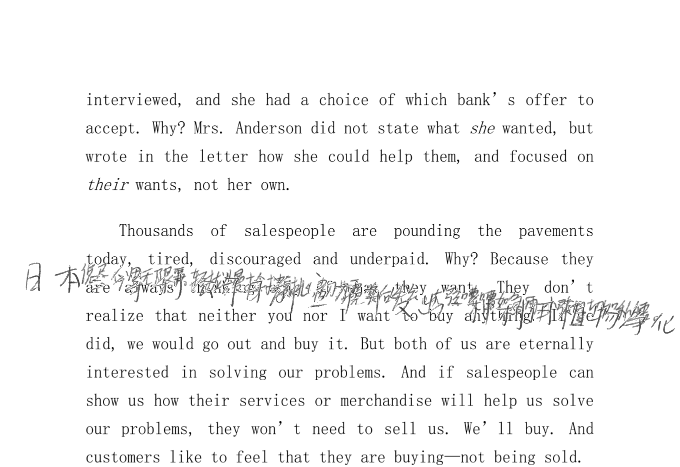 interviewed, and she had a choice of which bank’s offer to
accept. Why? Mrs. Anderson did not state what she wanted, but
wrote in the letter how she could help them, and focused on
their wants, not her own.
Thousands of salespeople are pounding the pavements
today, tired, discouraged and underpaid. Why? Because they
日本
are always they want. They don’t
realize that neither you nor I want to buy anything. If we
did, we would go out and buy it. But both of us are eternally
interested in solving our problems. And if salespeople can
show us how their services or merchandise will help us solve
our problems, they won’t need to sell us. We’ll buy. And
customers like to feel that they are buying—not being sold.